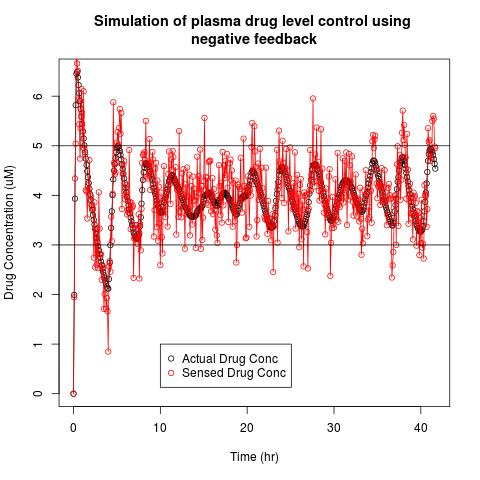 Simulation of plasma drug level control using
negative feedback
Drug Concentration (uM)
6
5
4
3
2
1
0
Actual Drug Conc
Sensed Drug Conc
0 10 20 30 40
Time (hr)